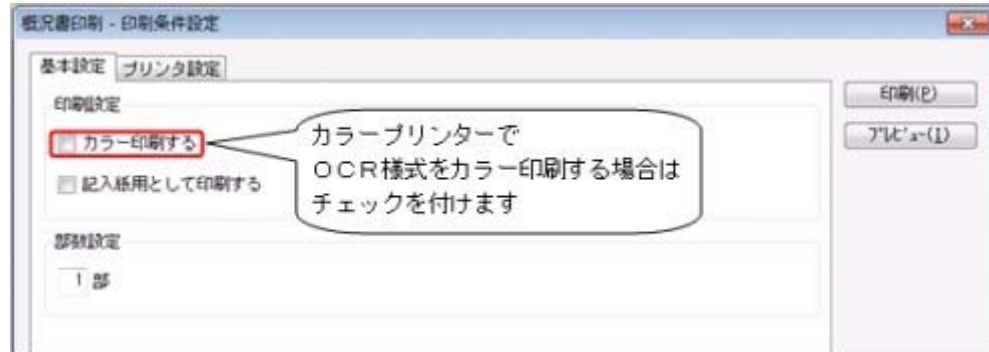 概況書印刷 - 印刷条件設定
基本設定 プリンタ設定
印刷設定
カラー印刷する
記入紙用として印刷する
カラープリンターで
ＯＣＲ様式をカラー印刷する場合は
チェックを付けます
部数設定
1 部
印刷(P)
ﾌﾟﾚﾋﾞｭｰ(I)